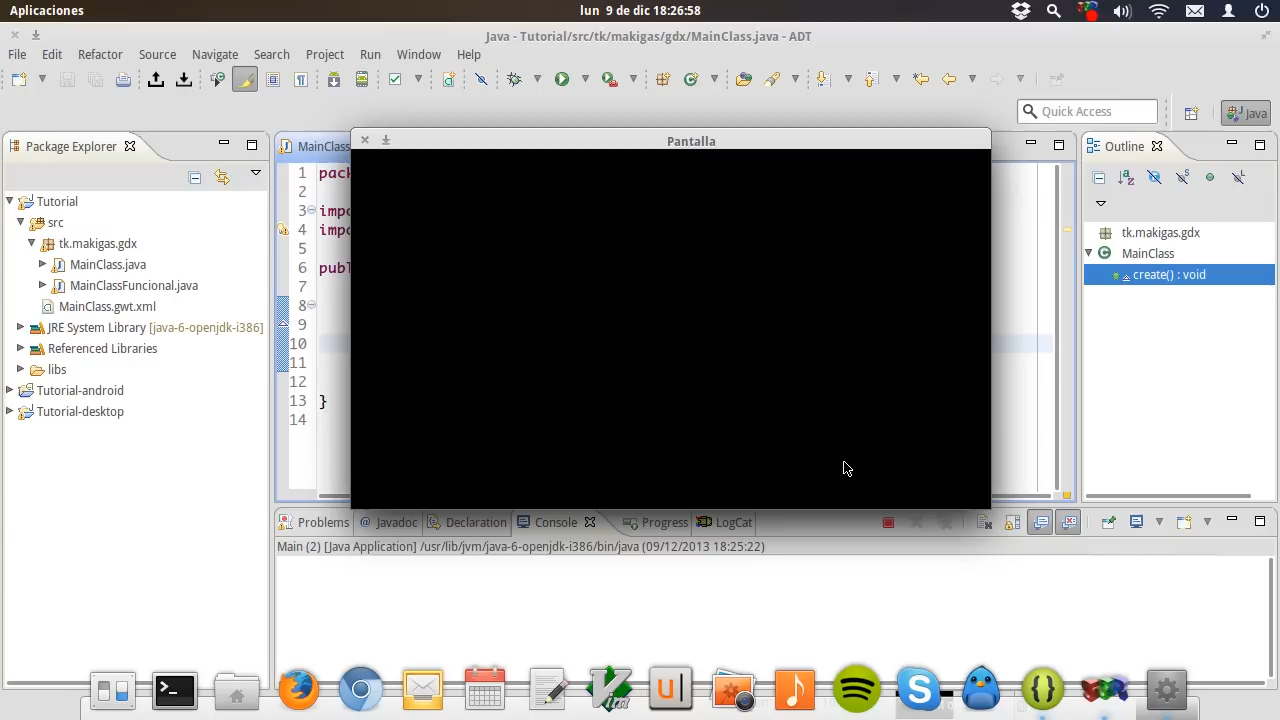 Aplicaciones
lun 9 de dic 18:26:58
Java - Tutorial/src/tk/makigas/gdx/MainClass.java - ADT
File Edit Refactor Source Navigate Search Project Run Window Help
Quick Access
Java
Package Explorer
MainClass
Pantalla
Outline
Tutorial
src
tk.makigas.gdx
MainClass.java
MainClassFuncional.java
MainClass.gwt.xml
JRE System Library [java-6-openjdk-i386]
Referenced Libraries
libs
Tutorial-android
Tutorial-desktop
1 pac
2
3 impo
4 impo
5
6 publ
7
8
9
10
11
12
13 }
14
tk.makigas.gdx
MainClass
create() : void
Problems Javadoc Declaration Console Progress LogCat
Main (2) [Java Application] /usr/lib/jvm/java-6-openjdk-i386/bin/java (09/12/2013 18:25:22)